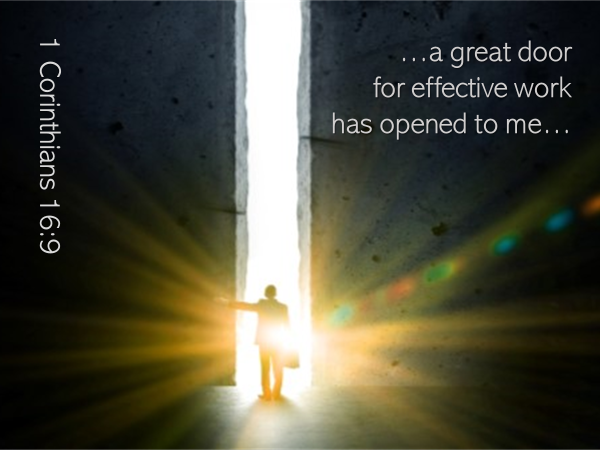 1 Corinthians 16:9
…a great door
for effective work
has opened to me…